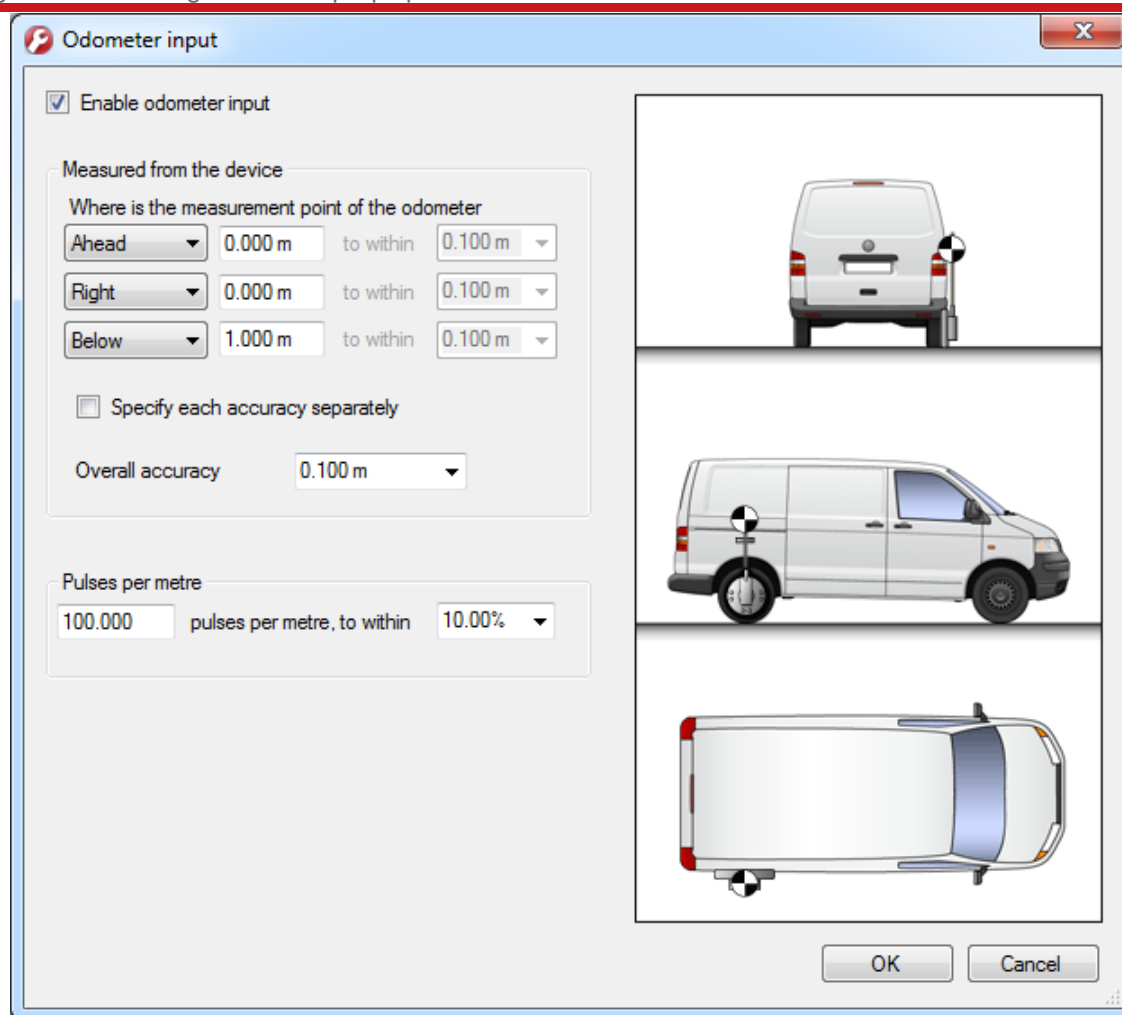 Odometer input
Enable odometer input
Measured from the device
Where is the measurement point of the odometer
Ahead 0.000 m to within 0.100 m
Right 0.000 m to within 0.100 m
Below 1.000 m to within 0.100 m
Specify each accuracy separately
Overall accuracy 0.100 m
Pulses per metre
100.000 pulses per metre, to within 10.00%
OK Cancel